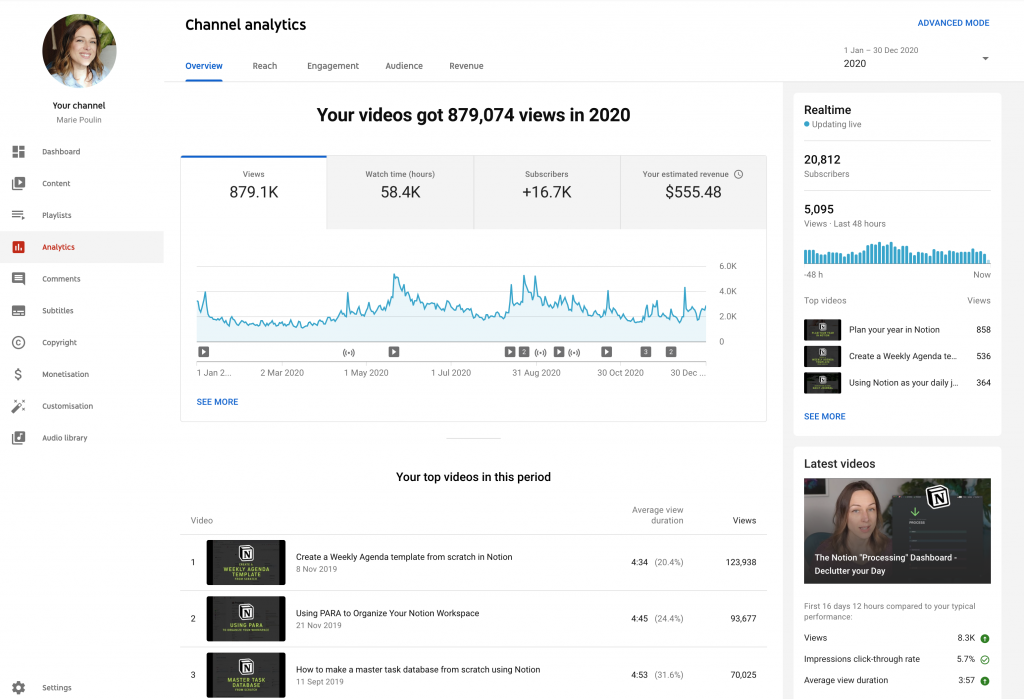 Channel analytics
ADVANCED MODE
1 Jan – 30 Dec 2020
2020
Overview
Reach
Engagement
Audience
Revenue
Your channel
Marie Poulin
Dashboard
Content
Playlists
Analytics
Comments
Subtitles
Copyright
Monetisation
Customisation
Audio library
Settings
Your videos got 879,074 views in 2020
Views
879.1K
Watch time (hours)
58.4K
Subscribers
+16.7K
Your estimated revenue
$555.48
6.0K
4.0K
2.0K
0
2
3
2
1 Jan 2...
2 Mar 2020
1 May 2020
1 Jul 2020
31 Aug 2020
30 Oct 2020
30 Dec ...
SEE MORE
Your top videos in this period
Video
Average view
duration
Views
1
CREATE A
WEEKLY AGENDA
TEMPLATE
FROM SCRATCH
Create a Weekly Agenda template from scratch in Notion
8 Nov 2019
4:34 (20.4%)
123,938
2
USING PARA
TO ORGANIZE YOUR WORKSPACE
Using PARA to Organize Your Notion Workspace
21 Nov 2019
4:45 (24.4%)
93,677
3
MASTER TASK
DATABASE
FROM SCRATCH
How to make a master task database from scratch using Notion
11 Sept 2019
4:53 (31.6%)
70,025
Realtime
Updating live
20,812
Subscribers
5,095
Views · Last 48 hours
-48 h
Now
Top videos
Views
Plan your year in Notion
858
Create a Weekly Agenda te...
536
Using Notion as your daily j...
364
SEE MORE
Latest videos
PROCESS
The Notion "Processing" Dashboard -
Declutter your Day
First 16 days 12 hours compared to your typical
performance:
Views
8.3K
Impressions click-through rate
5.7%
Average view duration
3:57